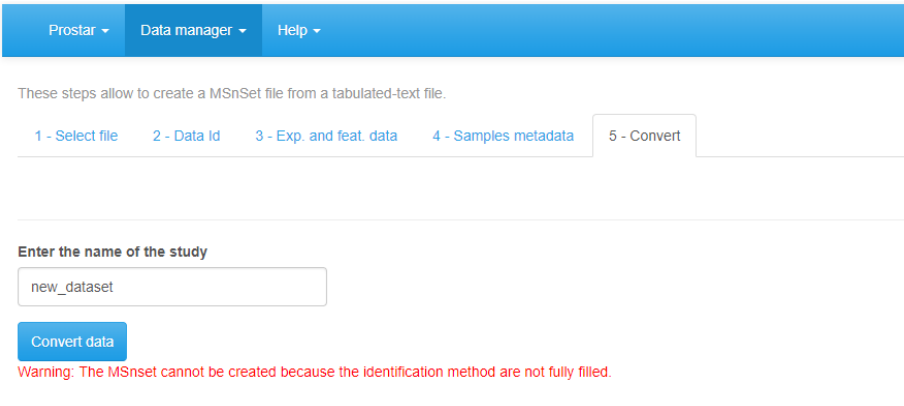 Prostar Data manager Help
These steps allow to create a MSnSet file from a tabulated-text file.
1 - Select file 2 - Data Id 3 - Exp. and feat. data 4 - Samples metadata 5 - Convert
Enter the name of the study
new_dataset
Convert data
Warning: The MSnset cannot be created because the identification method are not fully filled.